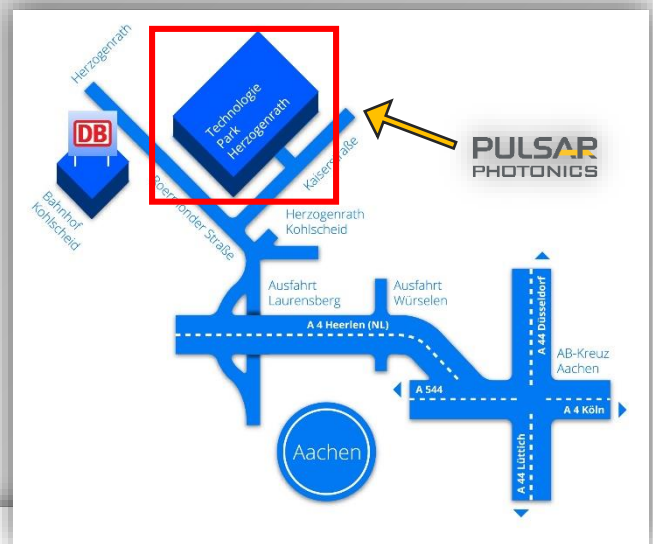 Herzogenrath
Technologie
Park
Herzogenrath
DB
PULSAR
PHOTONICS
Kaiserstraße
Bahnhof
Kohlscheid
Roermonder Straße
Herzogenrath
Kohlscheid
Ausfahrt
Laurensberg
Ausfahrt
Würselen
A 4 Heerlen (NL)
A 44 Düsseldorf
AB-Kreuz
Aachen
A 544
A 4 Köln
A 44 Lüttich
Aachen